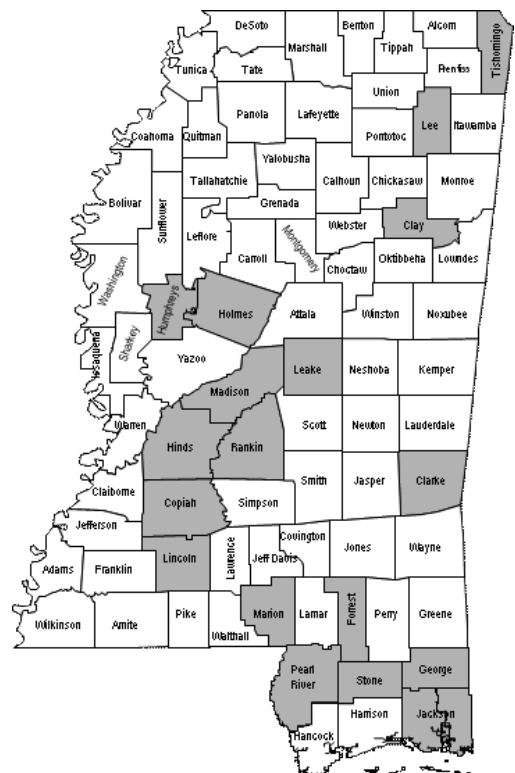 DeSoto
Benton
Alcorn
Marshall
Tippah
Tishomingo
Tunica
Tate
Prentiss
Union
Panola
Lafeyette
Lee
Itawamba
Coahoma
Quitman
Pontotoc
Yalobusha
Tallahatchie
Calhoun
Chickasaw
Monroe
Bolivar
Sunflower
Grenada
Leflore
Webster
Clay
Montgomery
Carroll
Choctaw
Oktibbeha
Lowndes
Washington
Humphreys
Holmes
Attala
Winston
Noxubee
Issaquena
Sharkey
Yazoo
Leake
Neshoba
Kemper
Madison
Warren
Hinds
Rankin
Scott
Newton
Lauderdale
Claiborne
Copiah
Simpson
Smith
Jasper
Clarke
Jefferson
Lincoln
Lawrence
Covington
Jeff Davis
Jones
Wayne
Adams
Franklin
Wilkinson
Amite
Pike
Walthall
Marion
Lamar
Forrest
Perry
Greene
Pearl
River
Stone
George
Hancock
Harrison
Jackson